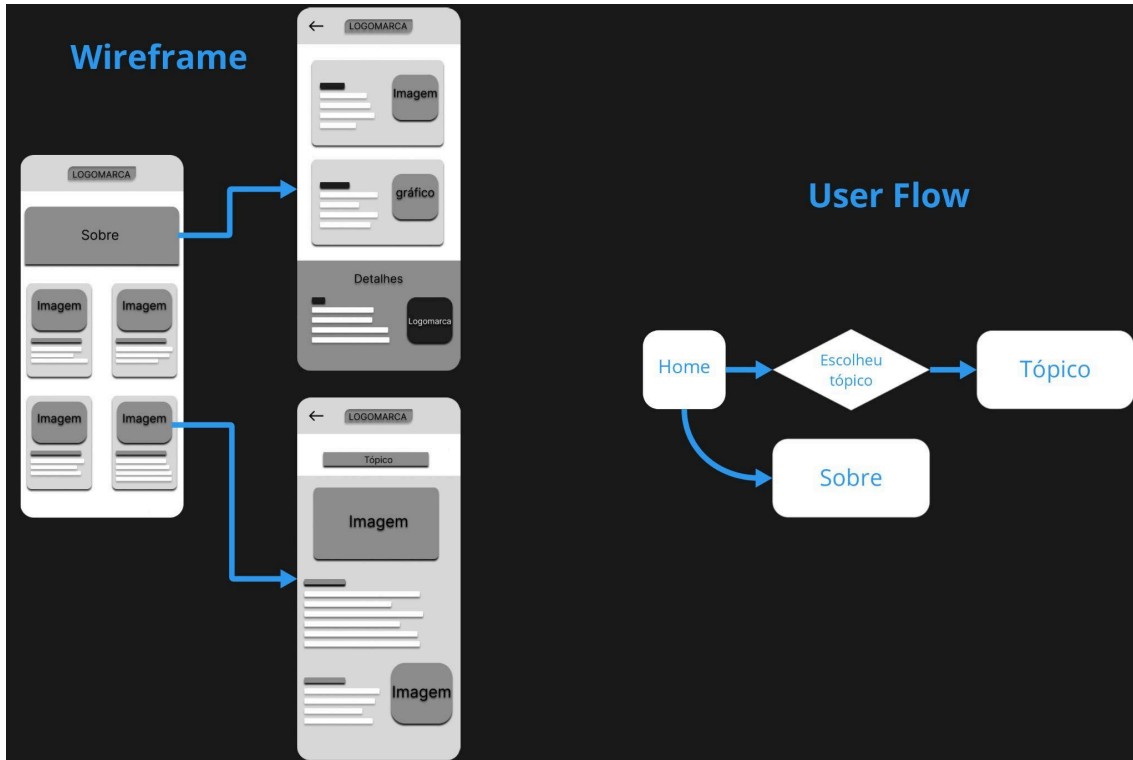 Wireframe
LOGOMARCA
Sobre
Imagem
Imagem
Imagem
Imagem
LOGOMARCA
Imagem
gráfico
Detalhes
Logomarca
LOGOMARCA
Tópico
Imagem
Imagem
User Flow
Home
Escolheu
tópico
Tópico
Sobre